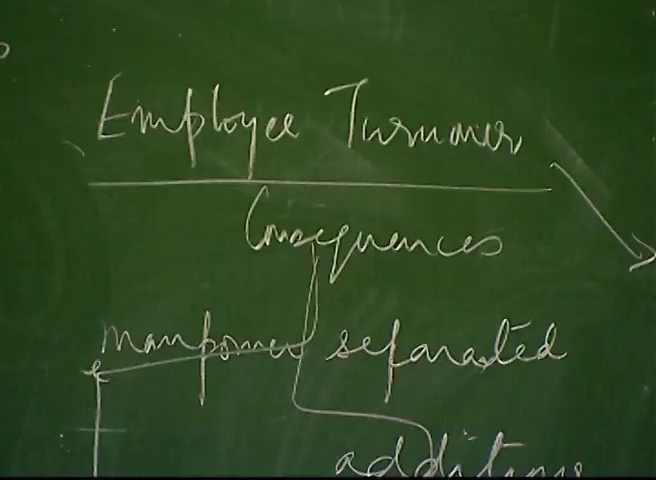 Employee Turnover
Consequences
manpower separated
additions